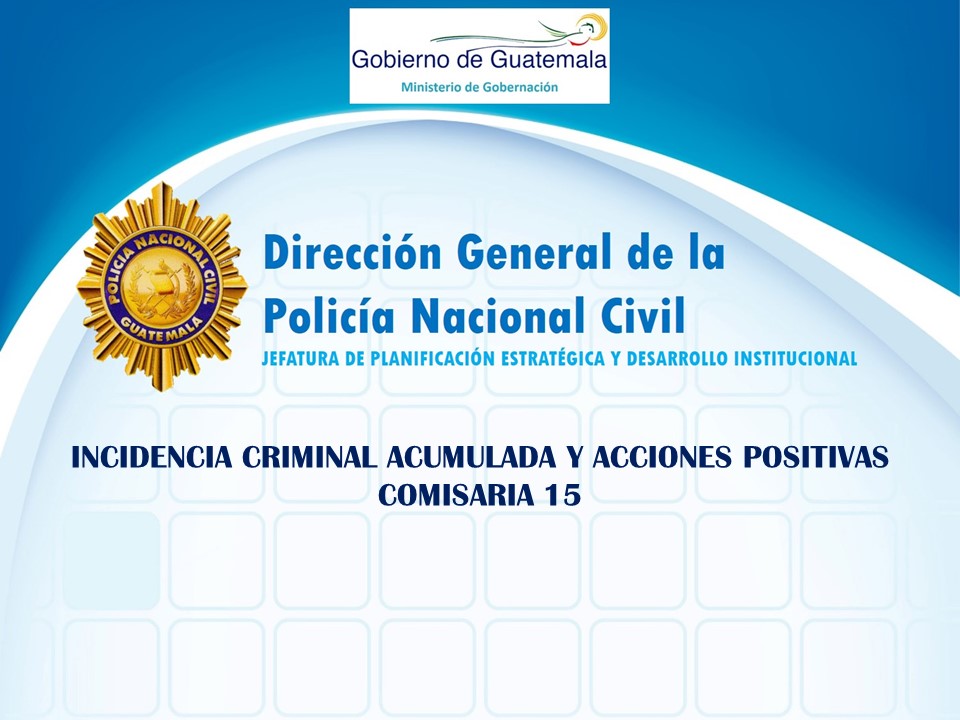 Gobierno de Guatemala
Ministerio de Gobernación
POLICIA NACIONAL CIVIL
GUATEMALA
Dirección General de la
Policía Nacional Civil
JEFATURA DE PLANIFICACIÓN ESTRATÉGICA Y DESARROLLO INSTITUCIONAL
INCIDENCIA CRIMINAL ACUMULADA Y ACCIONES POSITIVAS
COMISARIA 15